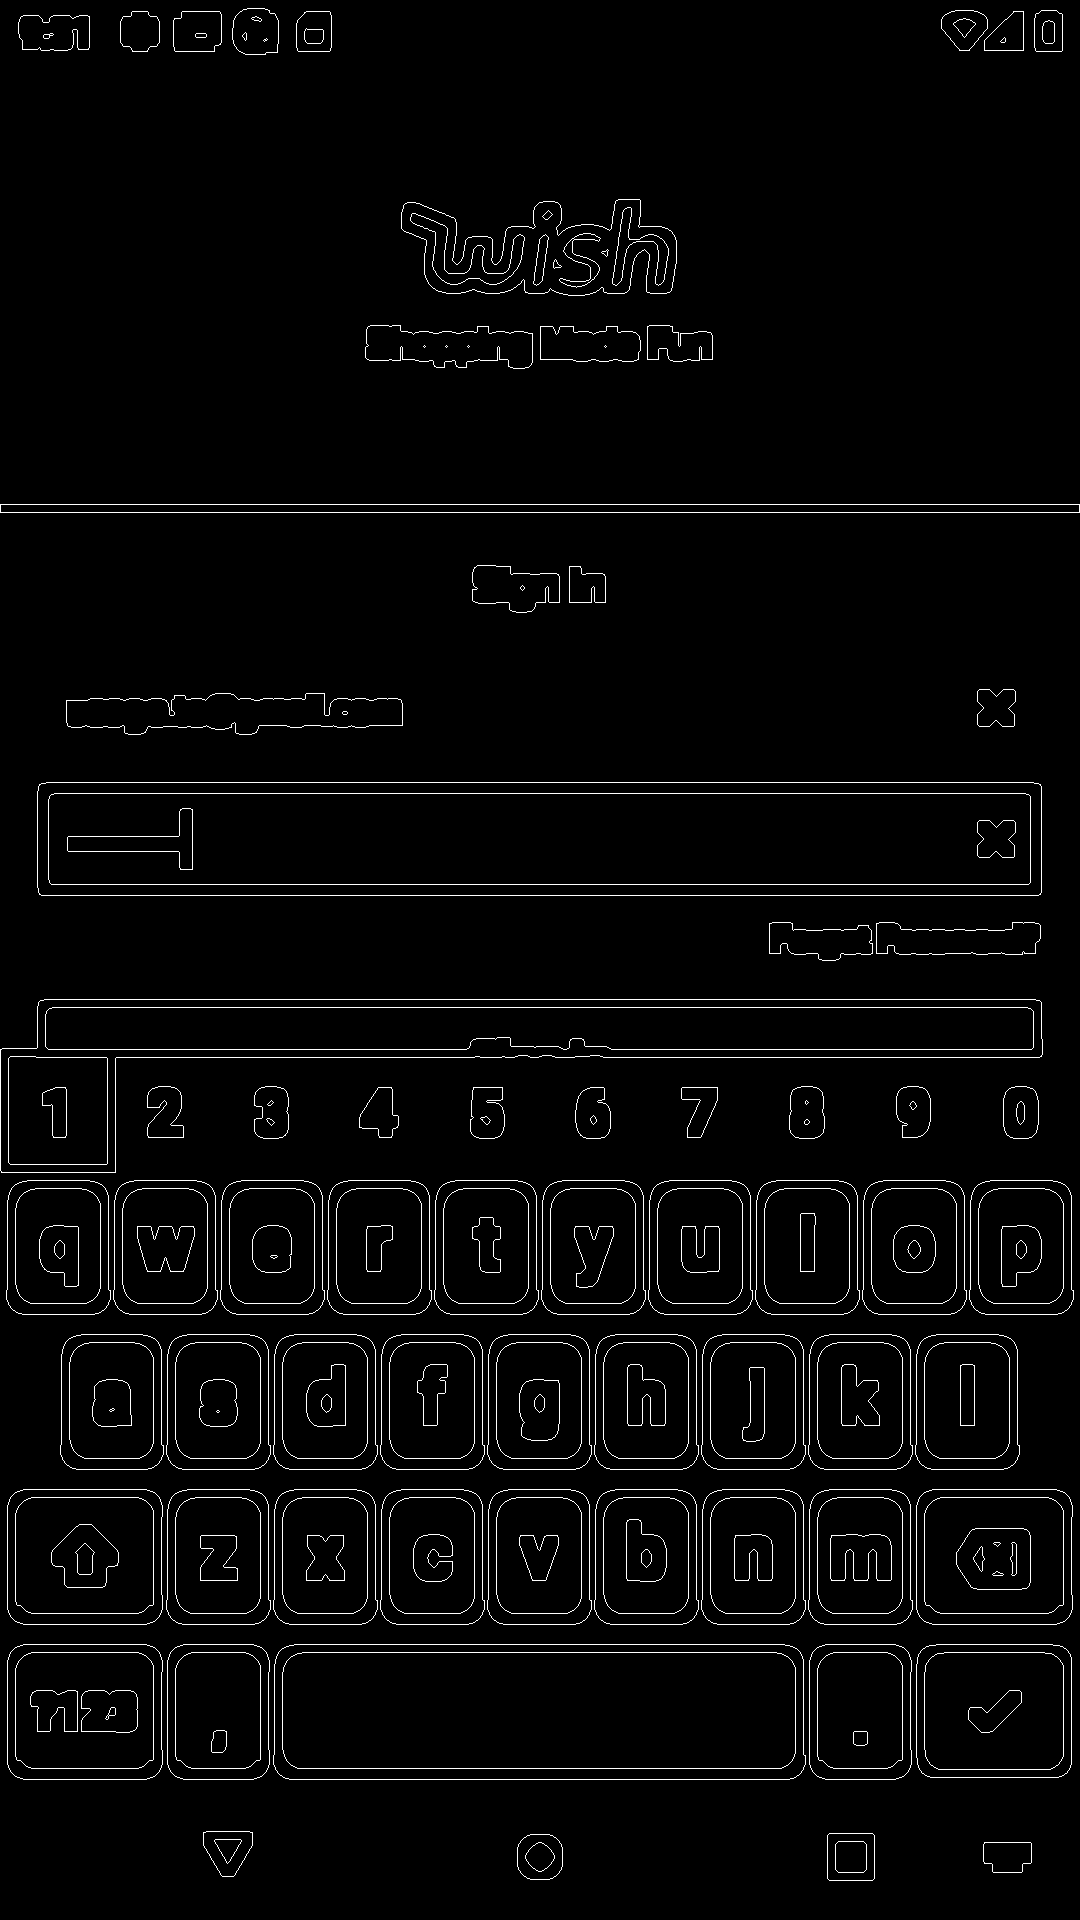 wish
Shopping Made Fun
Sign In
Forgot Password?
1 2 3 4 5 6 7 8 9 0
q w e r t y u i o p
a s d f g h j k l
z x c v b n m
?123 , .